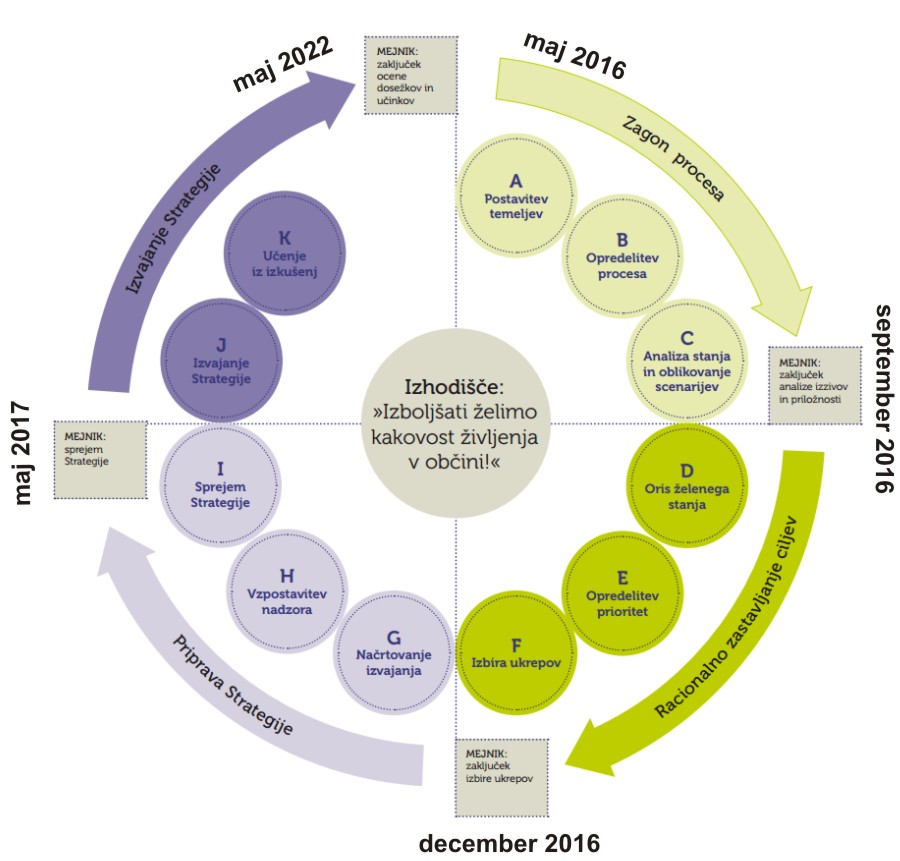 maj 2022
MEJNIK:
zaključek
ocene
dosežkov in
učinkov
maj 2016
Zagon procesa
A
Postavitev
temeljev
B
Opredelitev
procesa
C
Analiza stanja
in oblikovanje
scenarijev
MEJNIK:
zaključek
analize izzivov
in priložnosti
september 2016
Izhodišče:
»Izboljšati želimo
kakovost življenja
v občini!«
D
Oris želenega
stanja
E
Opredelitev
prioritet
F
Izbira ukrepov
Racionalno zastavljanje ciljev
MEJNIK:
zaključek
izbire ukrepov
december 2016
G
Načrtovanje
izvajanja
H
Vzpostavitev
nadzora
I
Sprejem
Strategije
Priprava Strategije
MEJNIK:
sprejem
Strategije
maj 2017
J
Izvajanje
Strategije
K
Učenje
iz izkušenj
Izvajanje Strategije